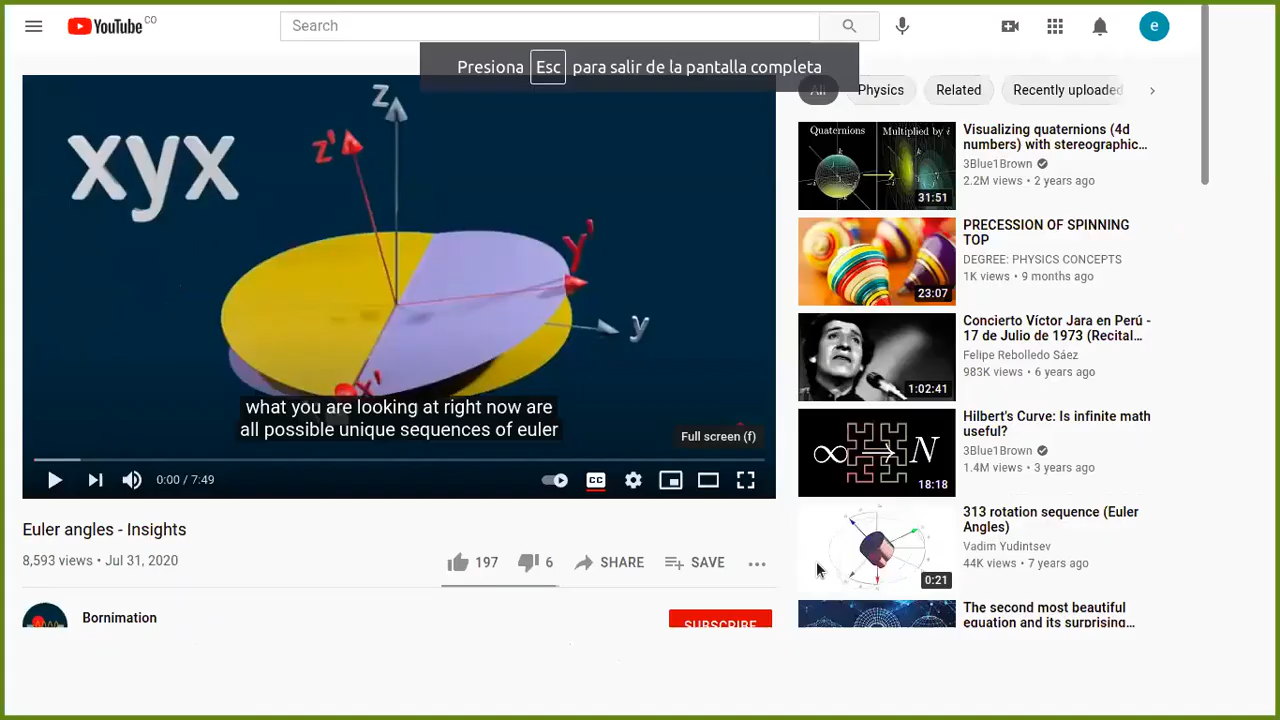 YouTube CO
Search
e
Presiona Esc para salir de la pantalla completa
xyx
z
z'
y'
y
x'
what you are looking at right now are
all possible unique sequences of euler
Full screen (f)
0:00 / 7:49
CC
Euler angles - Insights
8,593 views • Jul 31, 2020
197
6
SHARE
SAVE
Bornimation
SUBSCRIBE
All
Physics
Related
Recently uploaded
Quaternions
Multiplied by i
31:51
Visualizing quaternions (4d
numbers) with stereographic...
3Blue1Brown
2.2M views • 2 years ago
23:07
PRECESSION OF SPINNING
TOP
DEGREE: PHYSICS CONCEPTS
1K views • 9 months ago
1:02:41
Concierto Víctor Jara en Perú -
17 de Julio de 1973 (Recital...
Felipe Rebolledo Sáez
983K views • 6 years ago
∞ → N
18:18
Hilbert's Curve: Is infinite math
useful?
3Blue1Brown
1.4M views • 3 years ago
0:21
313 rotation sequence (Euler
Angles)
Vadim Yudintsev
44K views • 7 years ago
The second most beautiful
equation and its surprising...